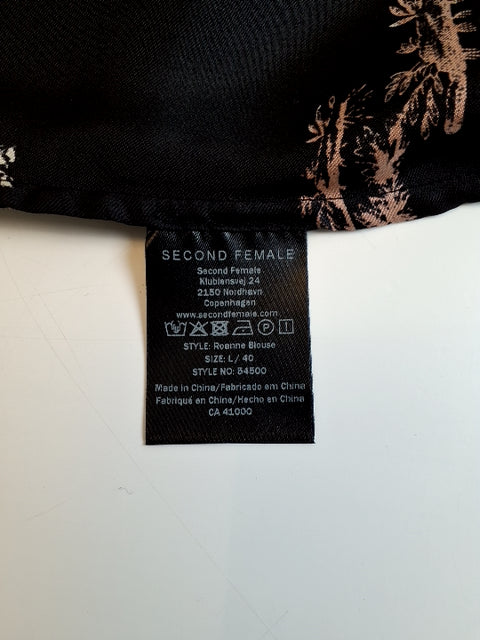 SECOND FEMALE
Second Female
Klubiensvej 24
2150 Nordhavn
Copenhagen
www.secondfemale.com
STYLE: Roanne Blouse
SIZE: L / 40
STYLE NO: 54500
Made in China/Fabricado em China
Fabriqué en China/Hecho en China
CA 41000